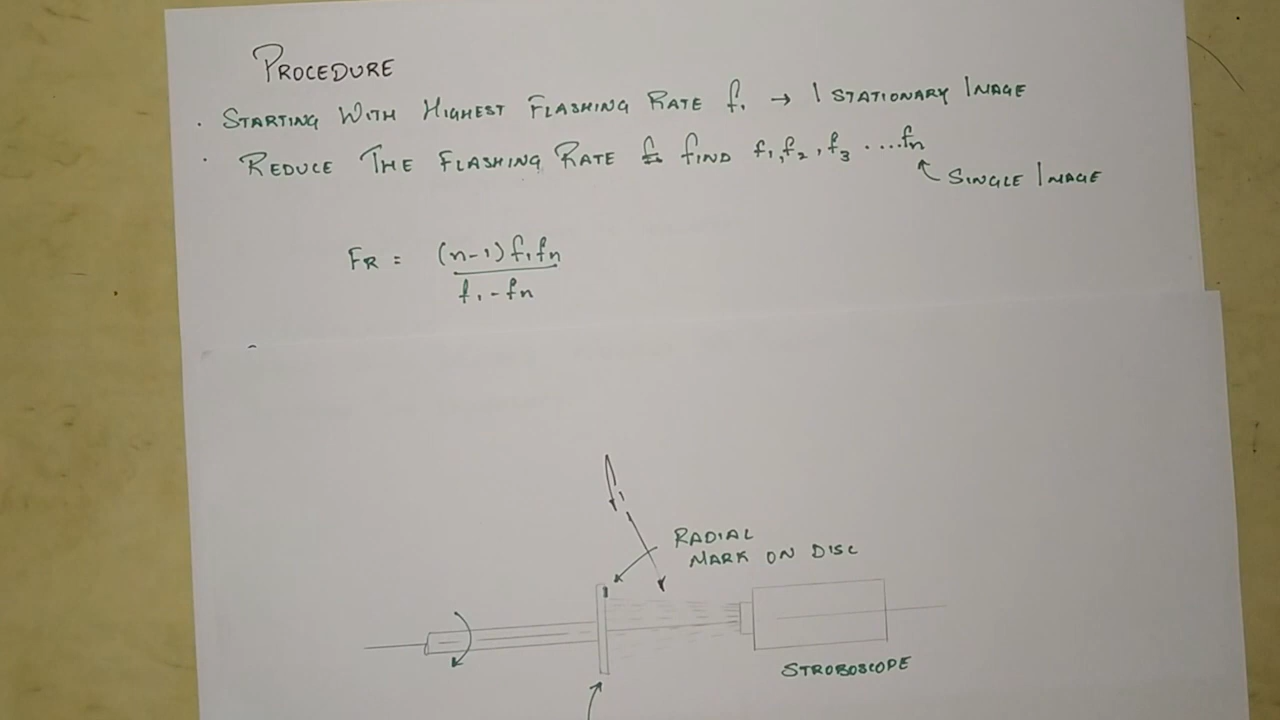 PROCEDURE
· STARTING WITH HIGHEST FLASHING RATE f₁ → 1 STATIONARY IMAGE
· REDUCE THE FLASHING RATE & FIND f₁, f₂, f₃ ....fn
SINGLE IMAGE
FR = (n-1) f₁fn / f₁ - fn
RADIAL
MARK ON DISC
STROBOSCOPE